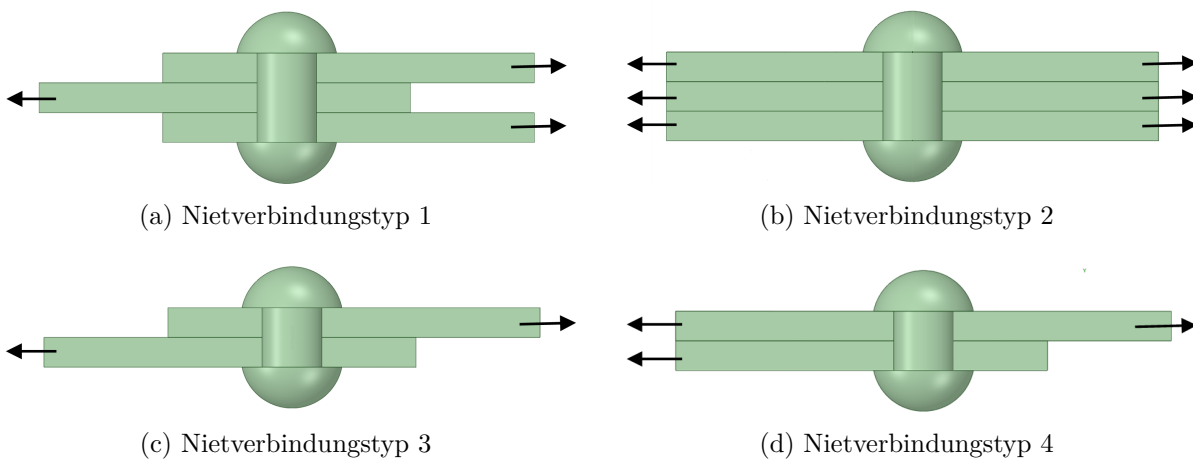 (a) Nietverbindungstyp 1
(b) Nietverbindungstyp 2
(c) Nietverbindungstyp 3
(d) Nietverbindungstyp 4